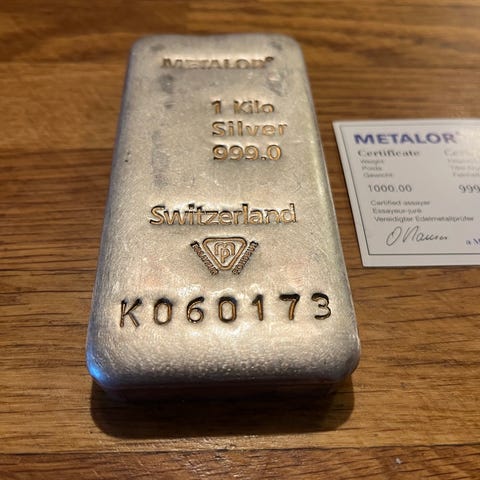 METALOR®
1 Kilo
Silver
999.0
Switzerland
K060173
METALOR
Certificate
Weight
Poids
Gewicht
1000.00
999
Certified assayer
Essayeur-juré
Vereidigter Edelmetallprüfer